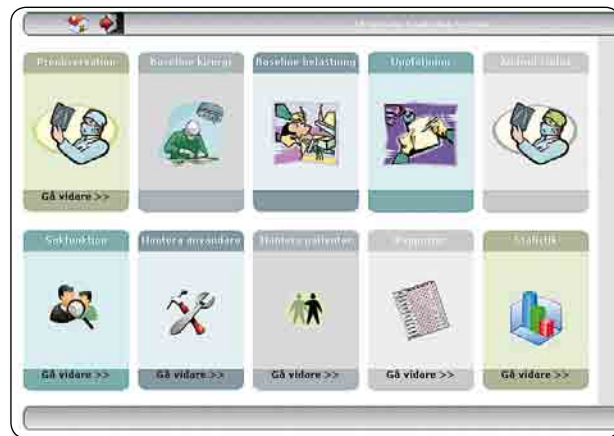 Baseline kirurgi
Baseline belastning
Uppföljning
Gå vidare >>
Sökfunktion
Hantera användare
Hantera patienter
Rapporter
Statistik
Gå vidare >>
Gå vidare >>
Gå vidare >>
Gå vidare >>
Gå vidare >>